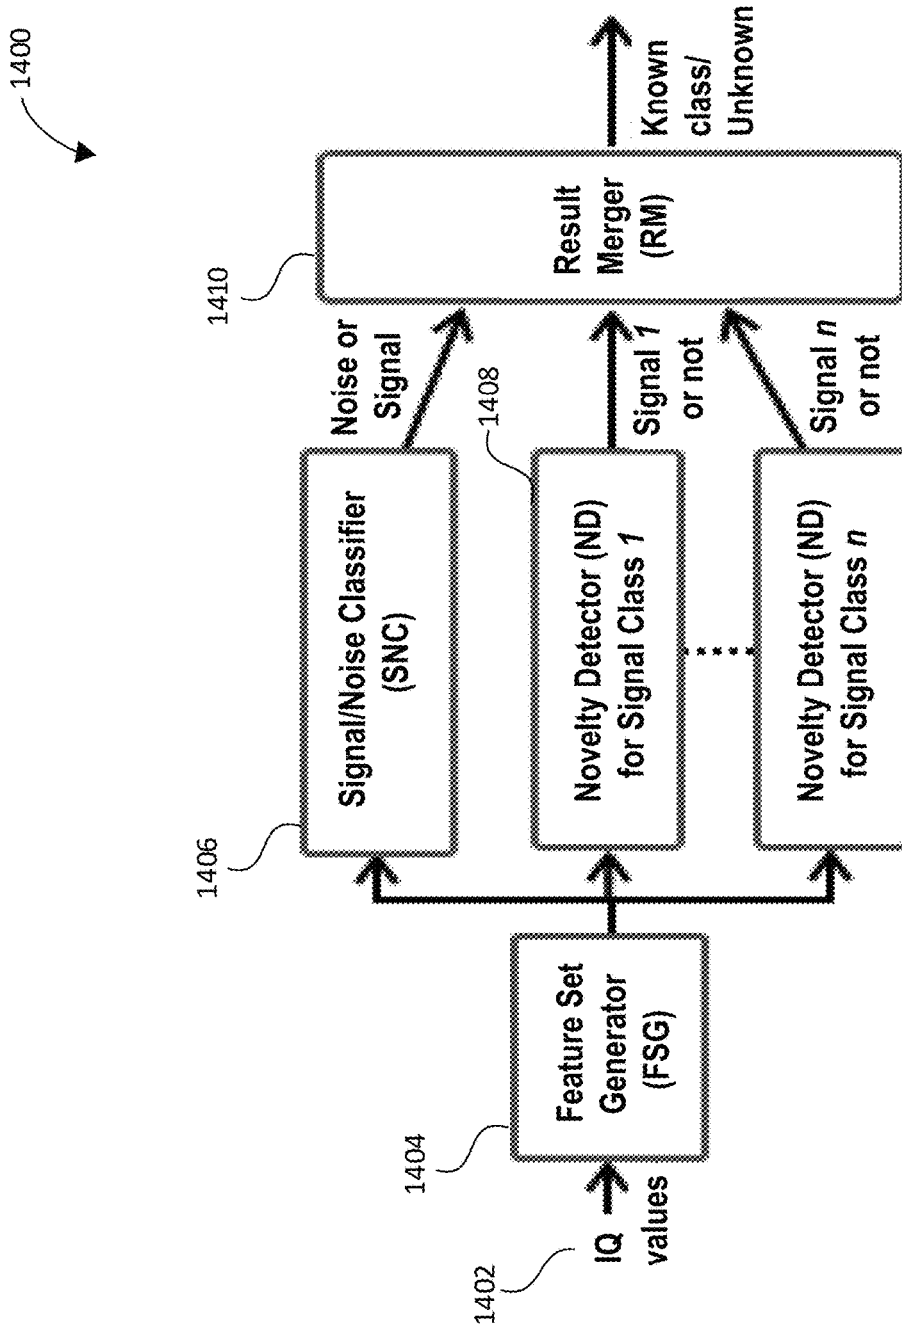 1400
1402
IQ
values
1404
Feature Set
Generator
(FSG)
1406
Signal/Noise Classifier
(SNC)
Noise or
Signal
1408
Novelty Detector (ND)
for Signal Class 1
Signal 1
or not
Novelty Detector (ND)
for Signal Class n
Signal n
or not
1410
Result
Merger
(RM)
Known
class/
Unknown